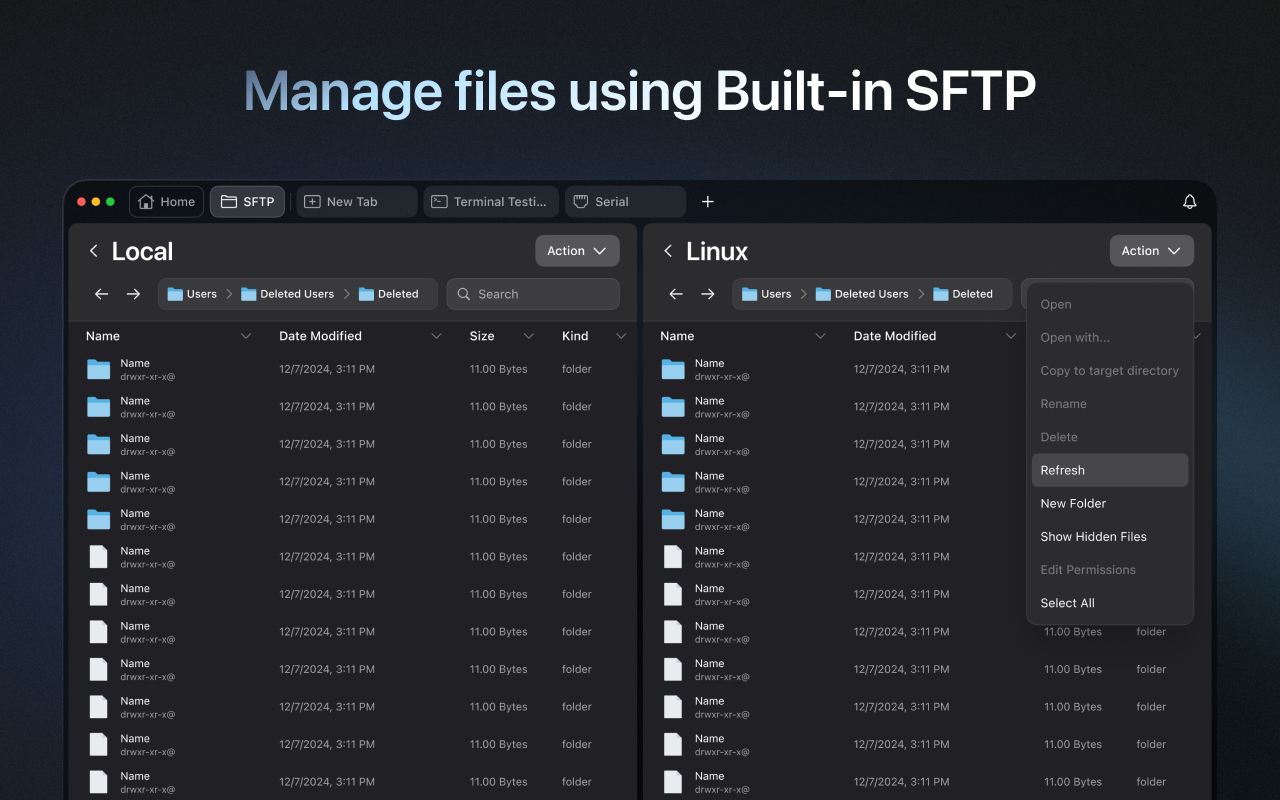 Manage files using Built-in SFTP
Home
SFTP
New Tab
Terminal Testi...
Serial
Local
Action
Users
Deleted Users
Deleted
Search
Name Date Modified Size Kind
Name
drwxr-xr-x@
12/7/2024, 3:11 PM 11.00 Bytes folder
Name
drwxr-xr-x@
12/7/2024, 3:11 PM 11.00 Bytes folder
Name
drwxr-xr-x@
12/7/2024, 3:11 PM 11.00 Bytes folder
Name
drwxr-xr-x@
12/7/2024, 3:11 PM 11.00 Bytes folder
Name
drwxr-xr-x@
12/7/2024, 3:11 PM 11.00 Bytes folder
Name
drwxr-xr-x@
12/7/2024, 3:11 PM 11.00 Bytes folder
Name
drwxr-xr-x@
12/7/2024, 3:11 PM 11.00 Bytes folder
Name
drwxr-xr-x@
12/7/2024, 3:11 PM 11.00 Bytes folder
Name
drwxr-xr-x@
12/7/2024, 3:11 PM 11.00 Bytes folder
Name
drwxr-xr-x@
12/7/2024, 3:11 PM 11.00 Bytes folder
Name
drwxr-xr-x@
12/7/2024, 3:11 PM 11.00 Bytes folder
Name
drwxr-xr-x@
12/7/2024, 3:11 PM 11.00 Bytes folder
Linux
Action
Users
Deleted Users
Deleted
Name Date Modified
Name
drwxr-xr-x@
12/7/2024, 3:11 PM
Name
drwxr-xr-x@
12/7/2024, 3:11 PM
Name
drwxr-xr-x@
12/7/2024, 3:11 PM
Name
drwxr-xr-x@
12/7/2024, 3:11 PM
Name
drwxr-xr-x@
12/7/2024, 3:11 PM
Name
drwxr-xr-x@
12/7/2024, 3:11 PM
Name
drwxr-xr-x@
12/7/2024, 3:11 PM
Name
drwxr-xr-x@
12/7/2024, 3:11 PM 11.00 Bytes folder
Name
drwxr-xr-x@
12/7/2024, 3:11 PM 11.00 Bytes folder
Name
drwxr-xr-x@
12/7/2024, 3:11 PM 11.00 Bytes folder
Name
drwxr-xr-x@
12/7/2024, 3:11 PM 11.00 Bytes folder
Name
drwxr-xr-x@
12/7/2024, 3:11 PM 11.00 Bytes folder
Open
Open with...
Copy to target directory
Rename
Delete
Refresh
New Folder
Show Hidden Files
Edit Permissions
Select All